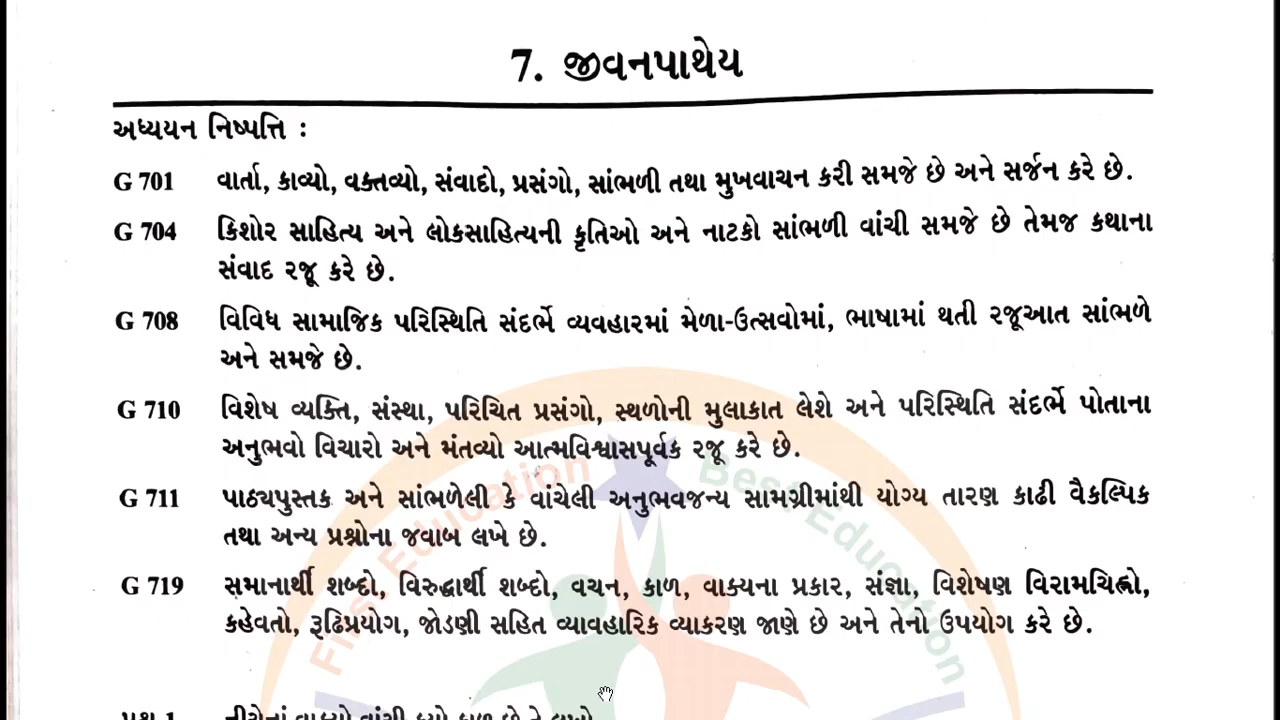 7. જીવનપાથેય
અધ્યયન નિષ્પત્તિ :
G 701 વાર્તા, કાવ્યો, વક્તવ્યો, સંવાદો, પ્રસંગો, સાંભળી તથા મુખવાચન કરી સમજે છે અને સર્જન કરે છે.
G 704 કિશોર સાહિત્ય અને લોકસાહિત્યની કૃતિઓ અને નાટકો સાંભળી વાંચી સમજે છે તેમજ કથાના
સંવાદ રજૂ કરે છે.
G 708 વિવિધ સામાજિક પરિસ્થિતિ સંદર્ભે વ્યવહારમાં મેળા-ઉત્સવોમાં, ભાષામાં થતી રજૂઆત સાંભળે
અને સમજે છે.
G 710 વિશેષ વ્યક્તિ, સંસ્થા, પરિચિત પ્રસંગો, સ્થળોની મુલાકાત લેશે અને પરિસ્થિતિ સંદર્ભે પોતાના
અનુભવો વિચારો અને મંતવ્યો આત્મવિશ્વાસપૂર્વક રજૂ કરે છે.
G 711 પાઠ્યપુસ્તક અને સાંભળેલી કે વાંચેલી અનુભવજન્ય સામગ્રીમાંથી યોગ્ય તારણ કાઢી વૈકલ્પિક
તથા અન્ય પ્રશ્નોના જવાબ લખે છે.
G 719 સમાનાર્થી શબ્દો, વિરુદ્ધાર્થી શબ્દો, વચન, કાળ, વાક્યના પ્રકાર, સંજ્ઞા, વિશેષણ વિરામચિહ્નો,
કહેવતો, રૂઢિપ્રયોગ, જોડણી સહિત વ્યાવહારિક વ્યાકરણ જાણે છે અને તેનો ઉપયોગ કરે છે.
First Education Best Education